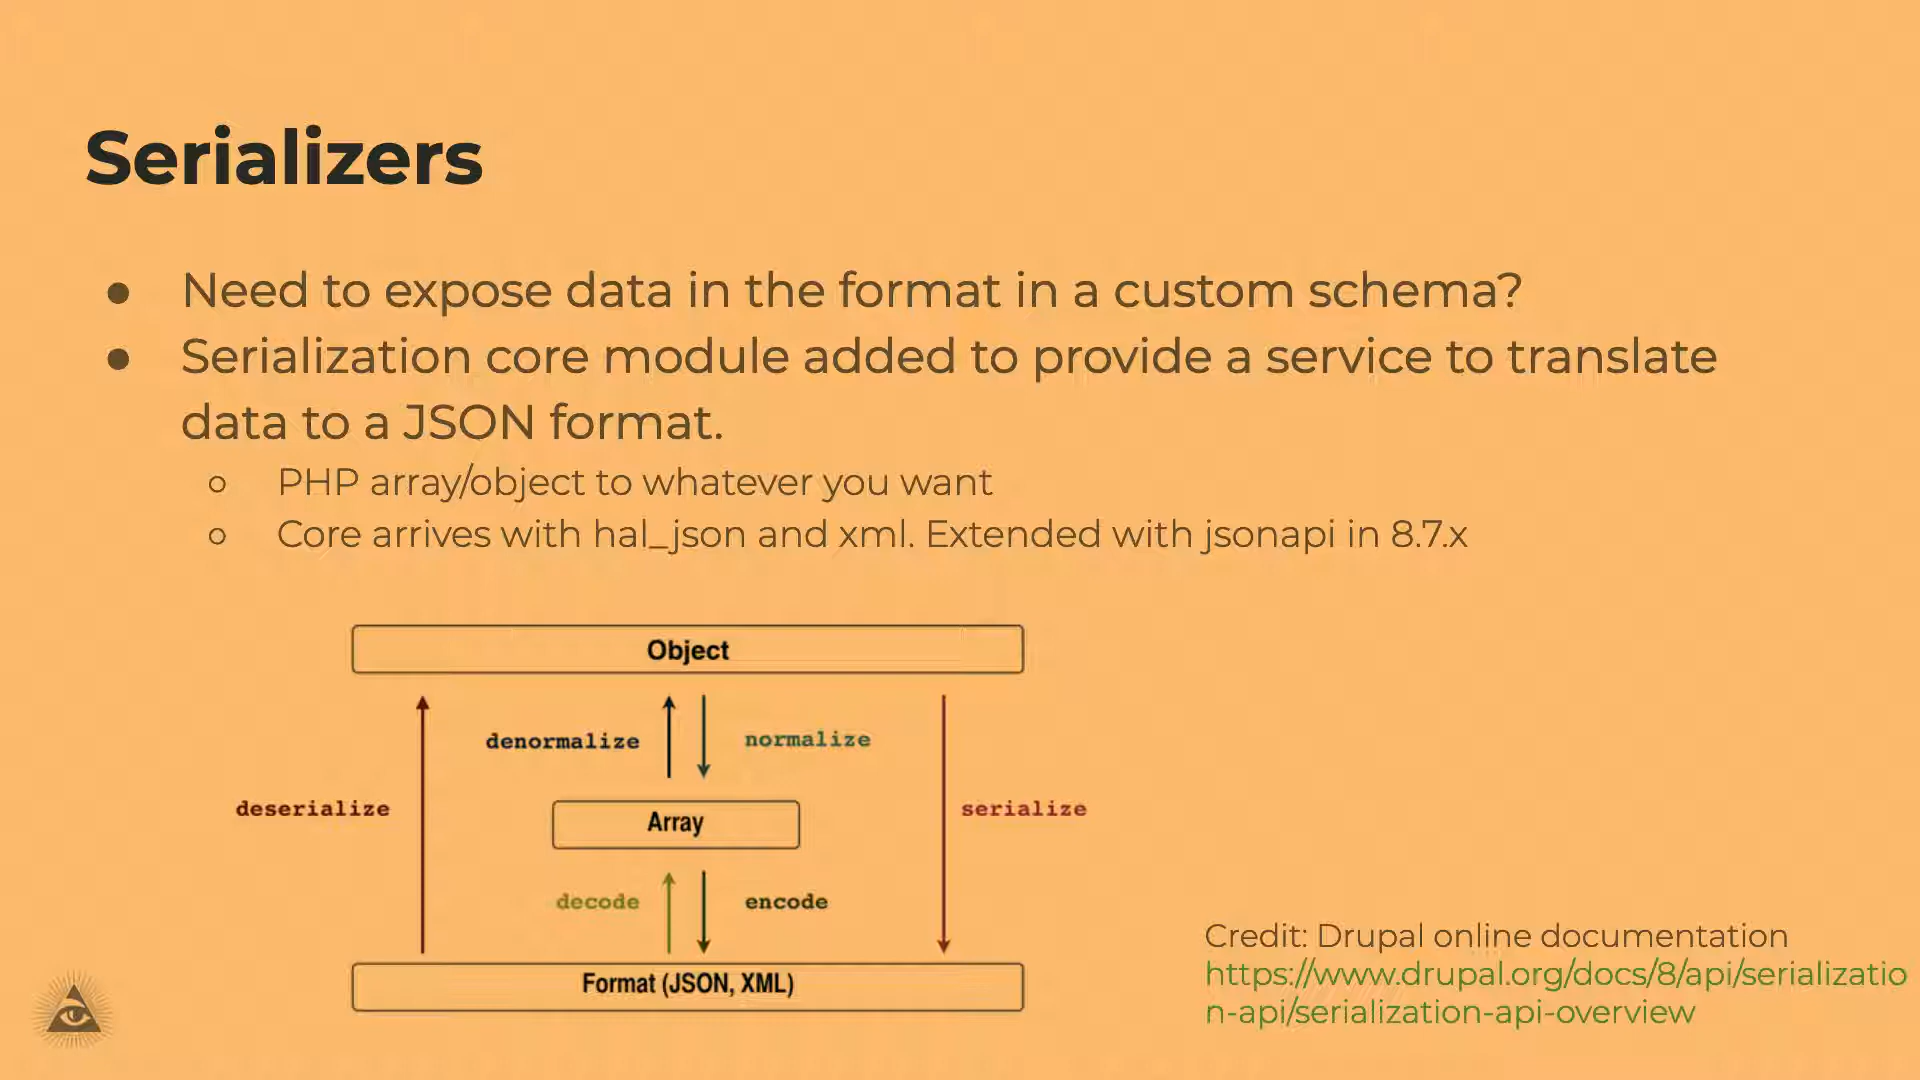 Serializers
● Need to expose data in the format in a custom schema?
● Serialization core module added to provide a service to translate
data to a JSON format.
○ PHP array/object to whatever you want
○ Core arrives with hal_json and xml. Extended with jsonapi in 8.7.x
Object
denormalize
normalize
deserialize
serialize
Array
decode
encode
Format (JSON, XML)
Credit: Drupal online documentation
https://www.drupal.org/docs/8/api/serializatio
n-api/serialization-api-overview